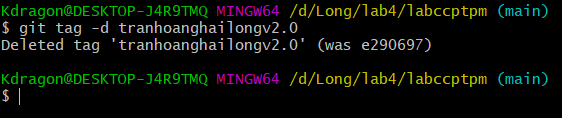 Kdragon@DESKTOP-J4R9TMQ MINGW64 /d/Long/lab4/labccptpm (main)
$ git tag -d tranhoanghailongv2.0
Deleted tag 'tranhoanghailongv2.0' (was e290697)
Kdragon@DESKTOP-J4R9TMQ MINGW64 /d/Long/lab4/labccptpm (main)
$